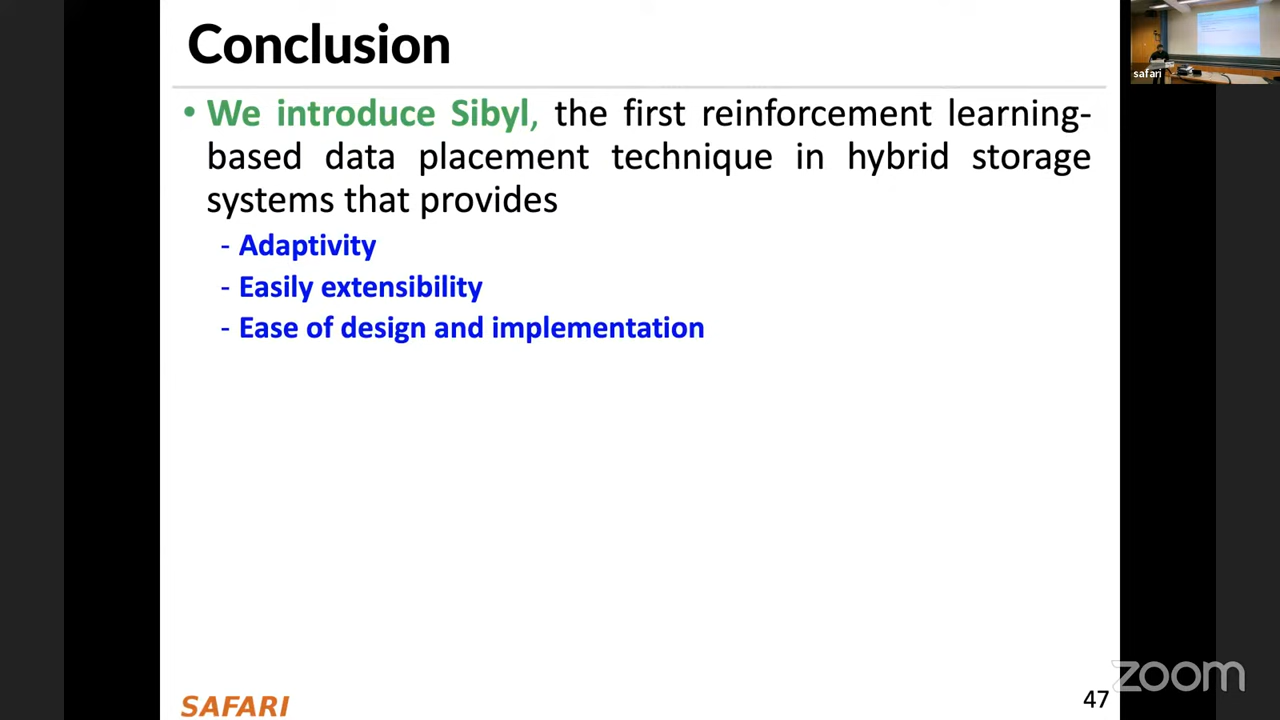 Conclusion
• We introduce Sibyl, the first reinforcement learning-
based data placement technique in hybrid storage
systems that provides
- Adaptivity
- Easily extensibility
- Ease of design and implementation
SAFARI
47
zoom
safari